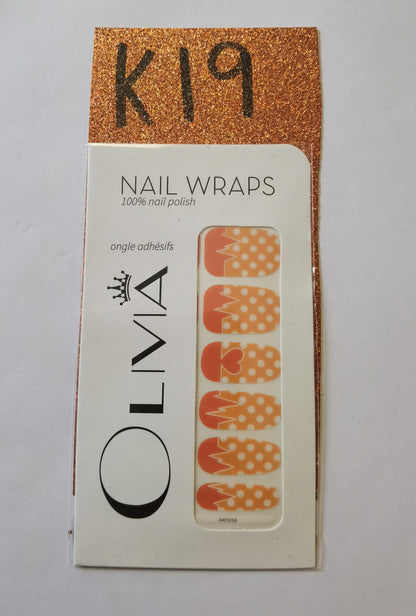 K19
NAIL WRAPS
100% nail polish
ongle adhésifs
OLIVIA